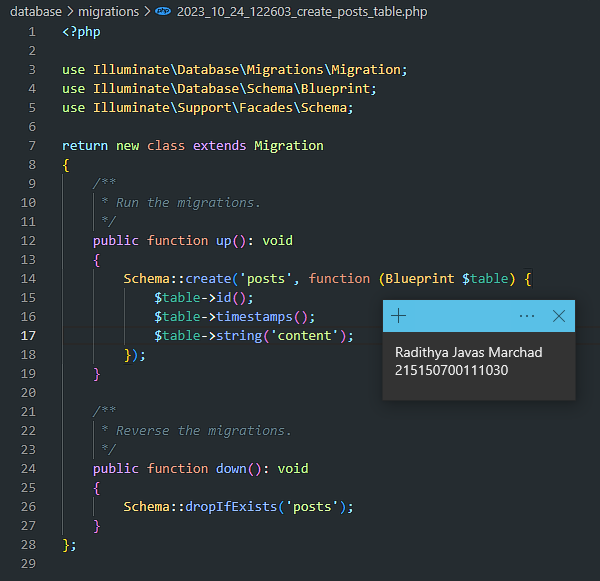 database > migrations > 2023_10_24_122603_create_posts_table.php
1 <?php
2
3 use Illuminate\Database\Migrations\Migration;
4 use Illuminate\Database\Schema\Blueprint;
5 use Illuminate\Support\Facades\Schema;
6
7 return new class extends Migration
8 {
9     /**
10      * Run the migrations.
11      */
12     public function up(): void
13     {
14         Schema::create('posts', function (Blueprint $table) {
15             $table->id();
16             $table->timestamps();
17             $table->string('content');
18         });
19     }
20
21     /**
22      * Reverse the migrations.
23      */
24     public function down(): void
25     {
26         Schema::dropIfExists('posts');
27     }
28 };
29
Radithya Javas Marchad
215150700111030